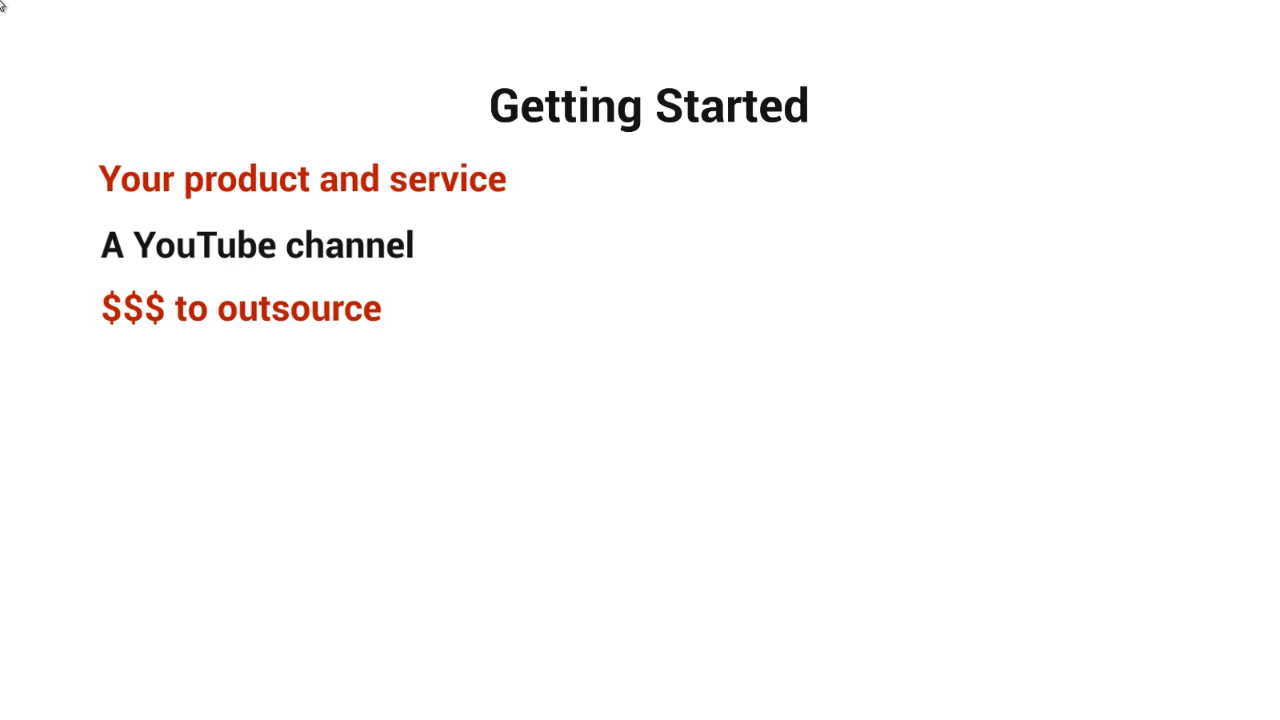 Getting Started
Your product and service
A YouTube channel
$$$ to outsource